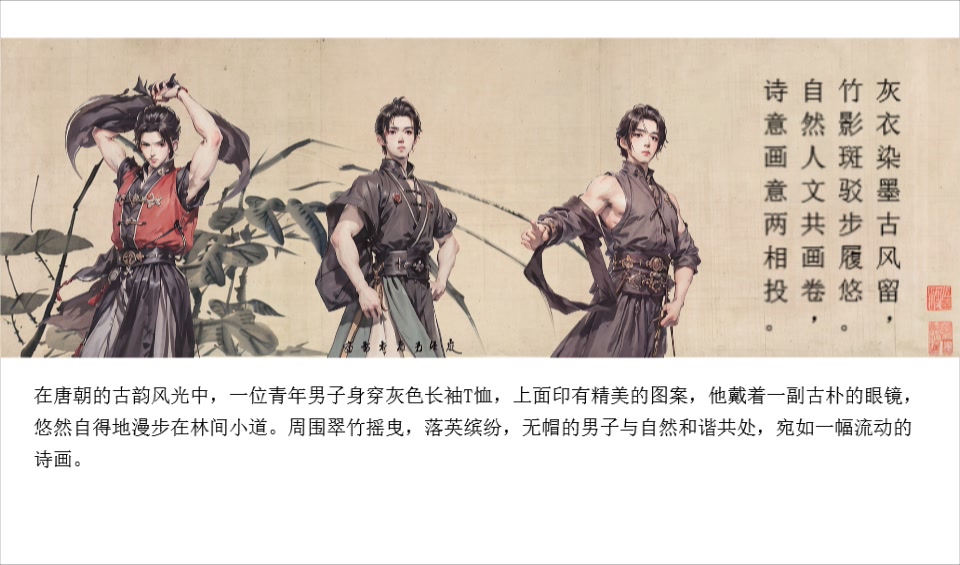 灰衣染墨古风留，
竹影斑驳步履悠。
自然人文共画卷，
诗意画意两相投。
在唐朝的古韵风光中，一位青年男子身穿灰色长袖T恤，上面印有精美的图案，他戴着一副古朴的眼镜，
悠然自得地漫步在林间小道。周围翠竹摇曳，落英缤纷，无帽的男子与自然和谐共处，宛如一幅流动的
诗画。